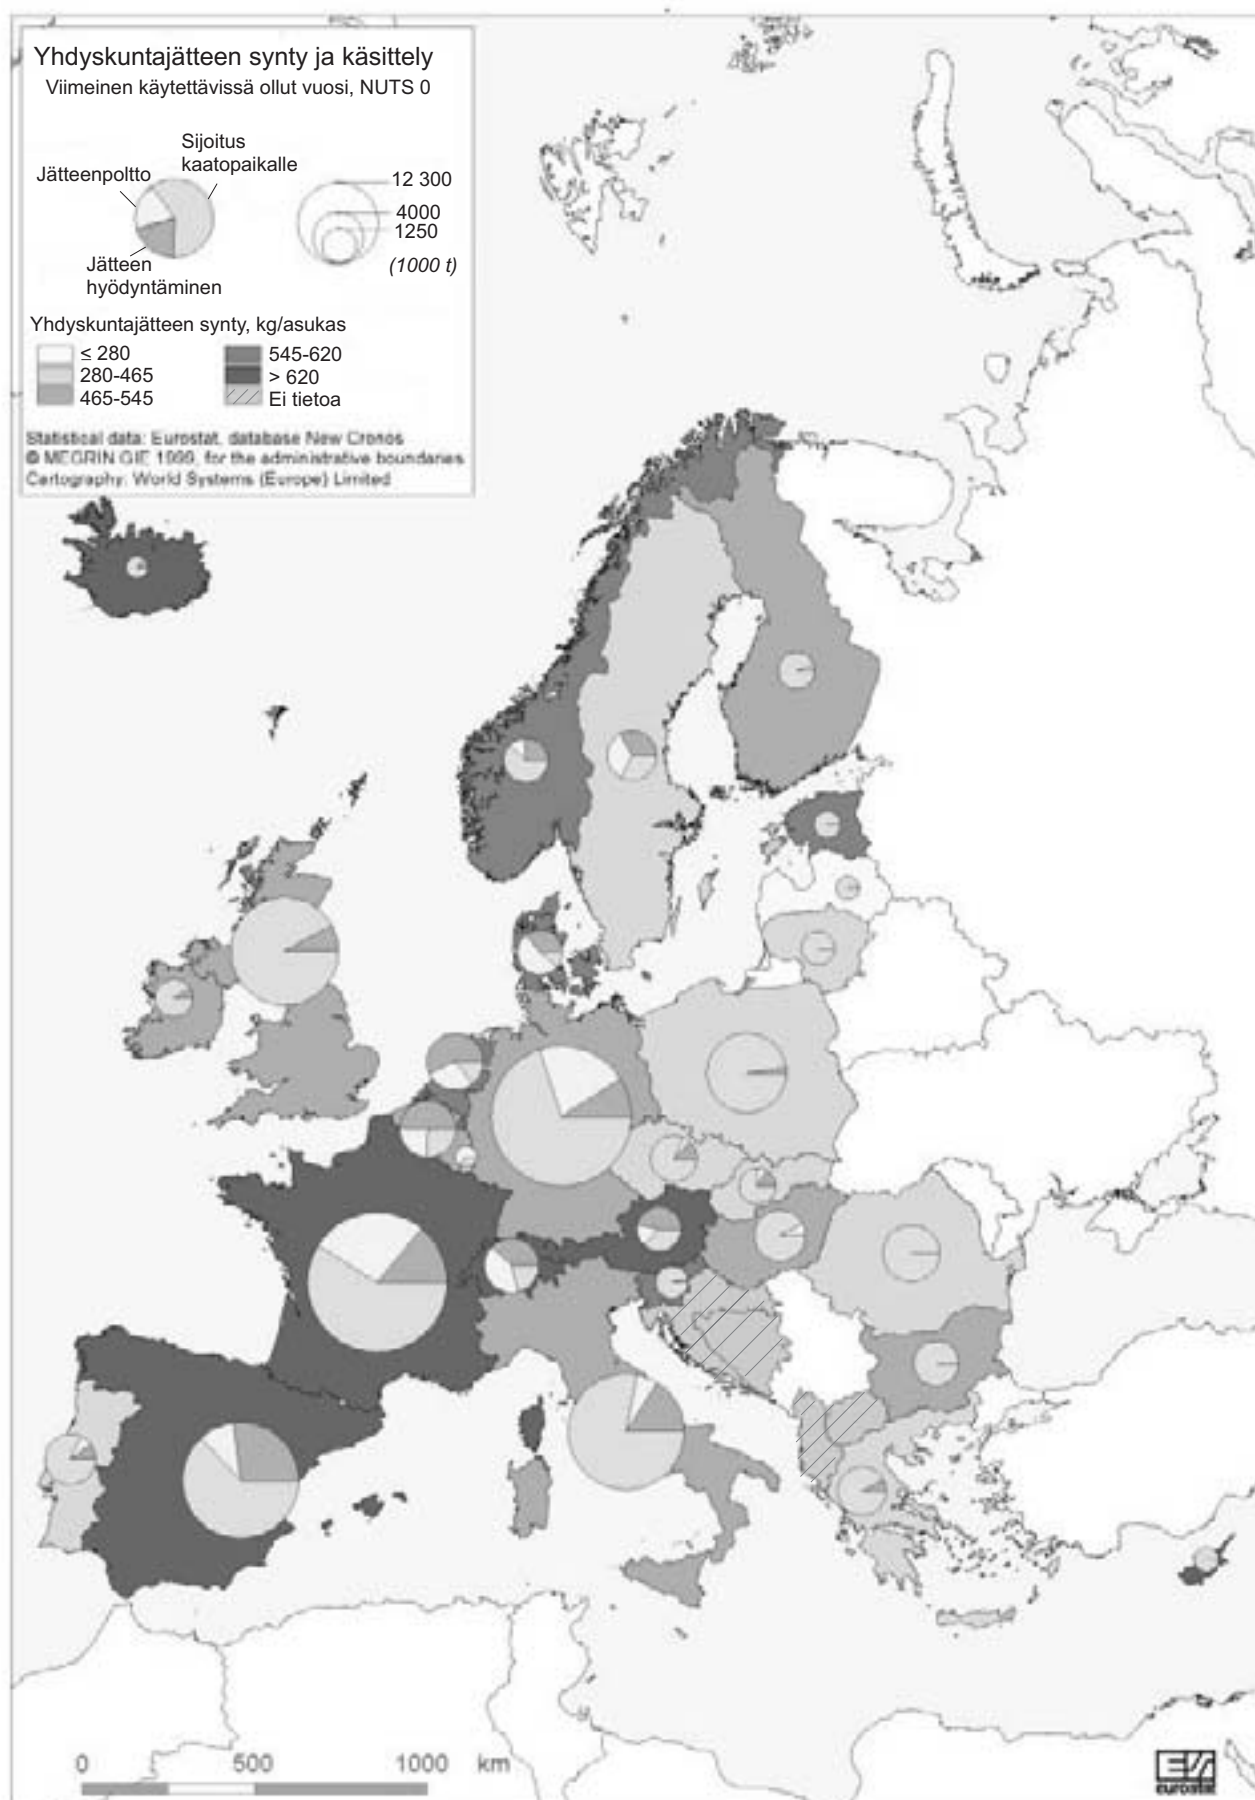 Yhdyskuntajätteen synty ja käsittely
Viimeinen käytettävissä ollut vuosi, NUTS 0
Sijoitus
kaatopaikalle
Jätteenpoltto
Jätteen
hyödyntäminen
12 300
4000
1250
(1000 t)
Yhdyskuntajätteen synty, kg/asukas
≤ 280
280-465
465-545
545-620
> 620
Ei tietoa
Statistical data: Eurostat, database New Cronos
© MEGRIN GIE 1999, for the administrative boundaries
Cartography: World Systems (Europe) Limited
0 500 1000 km
eurostat